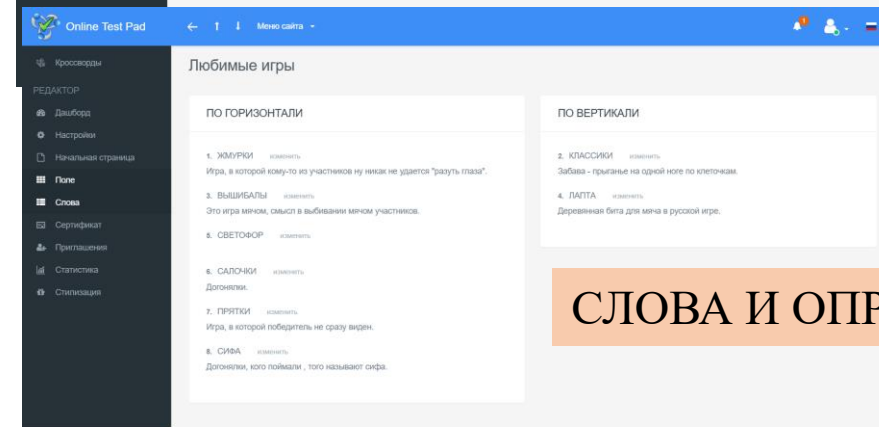 Online Test Pad
Меню сайта
1
Кроссворды
РЕДАКТОР
Дашборд
Настройки
Начальная страница
Поле
Слова
Сертификат
Приглашения
Статистика
Стилизация
Любимые игры
ПО ГОРИЗОНТАЛИ
1. ЖМУРКИ изменить
Игра, в которой кому-то из участников ну никак не удается "разуть глаза".
3. ВЫШИБАЛЫ изменить
Это игра мячом, смысл в выбивании мячом участников.
5. СВЕТОФОР изменить
6. САЛОЧКИ изменить
Догонялки.
7. ПРЯТКИ изменить
Игра, в которой победитель не сразу виден.
8. СИФА изменить
Догонялки, кого поймали , того называют сифа.
ПО ВЕРТИКАЛИ
2. КЛАССИКИ изменить
Забава - прыганье на одной ноге по клеточкам.
4. ЛАПТА изменить
Деревянная бита для мяча в русской игре.
СЛОВА И ОПР